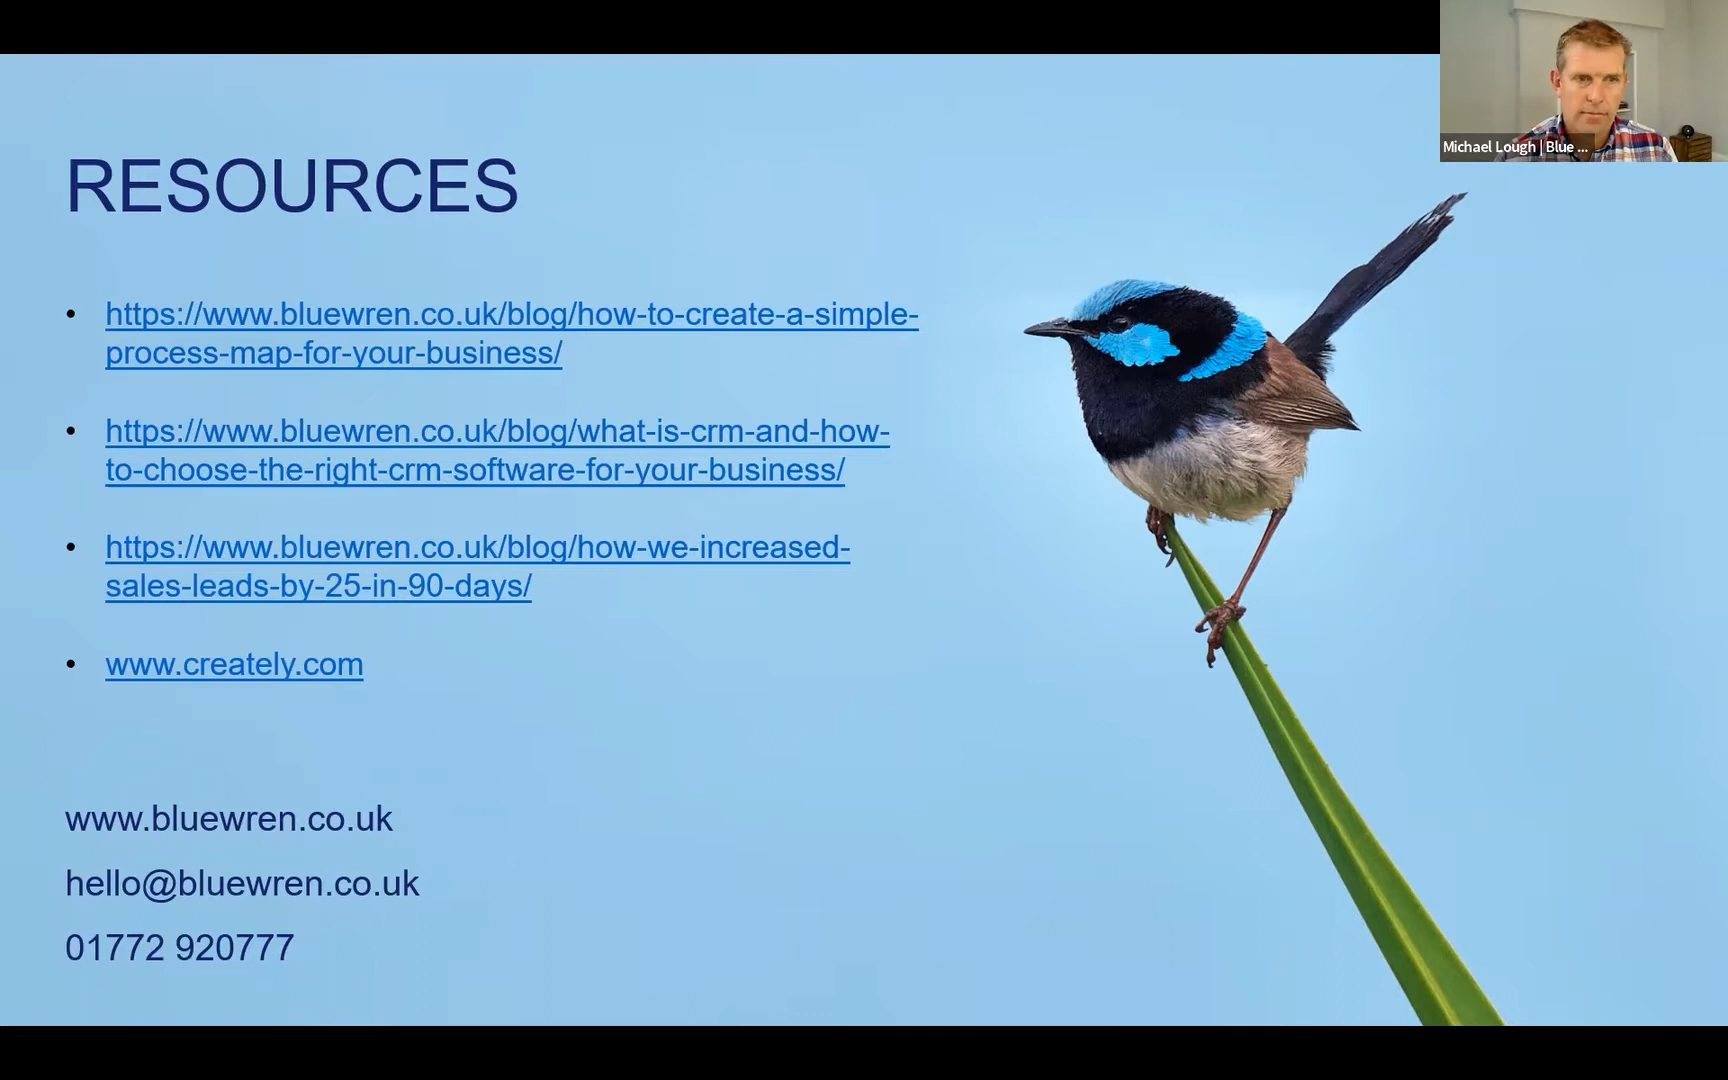 Michael Lough | Blue ...
RESOURCES
• https://www.bluewren.co.uk/blog/how-to-create-a-simple-
process-map-for-your-business/
• https://www.bluewren.co.uk/blog/what-is-crm-and-how-
to-choose-the-right-crm-software-for-your-business/
• https://www.bluewren.co.uk/blog/how-we-increased-
sales-leads-by-25-in-90-days/
• www.creately.com
www.bluewren.co.uk
hello@bluewren.co.uk
01772 920777